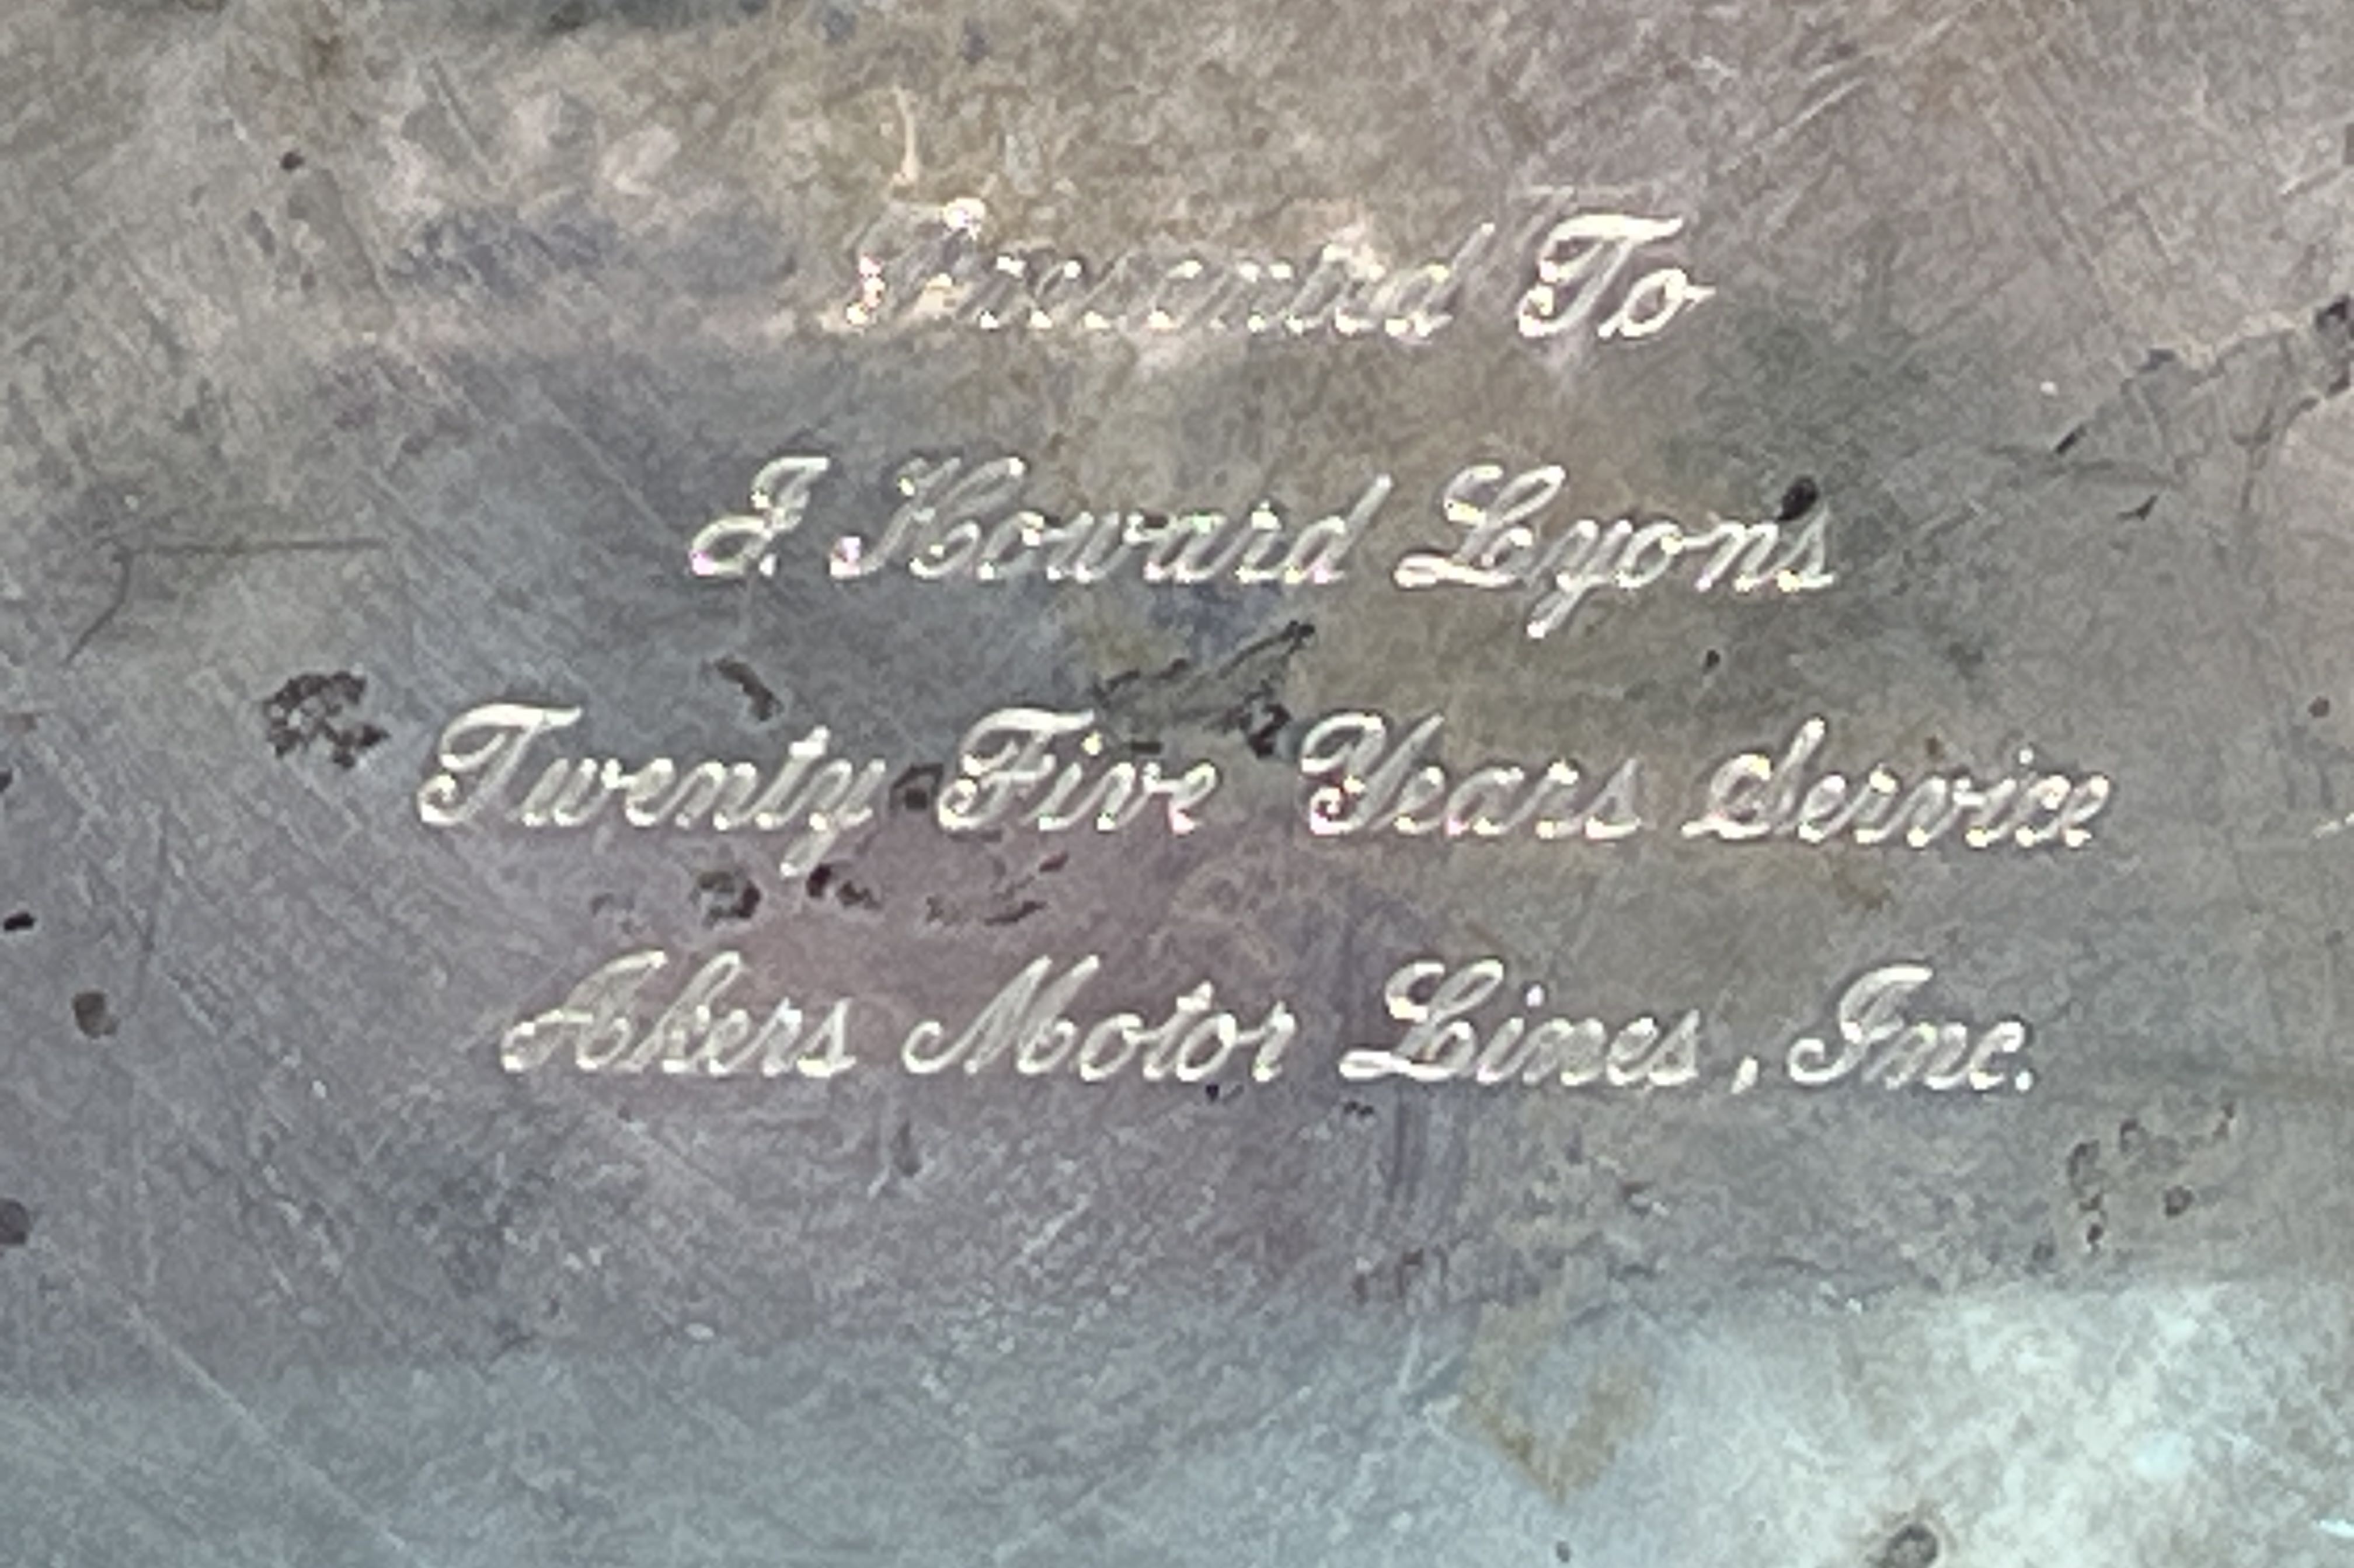 Presented To
J Howard Lyons
Twenty Five Years Service
Akers Motor Lines, Inc.